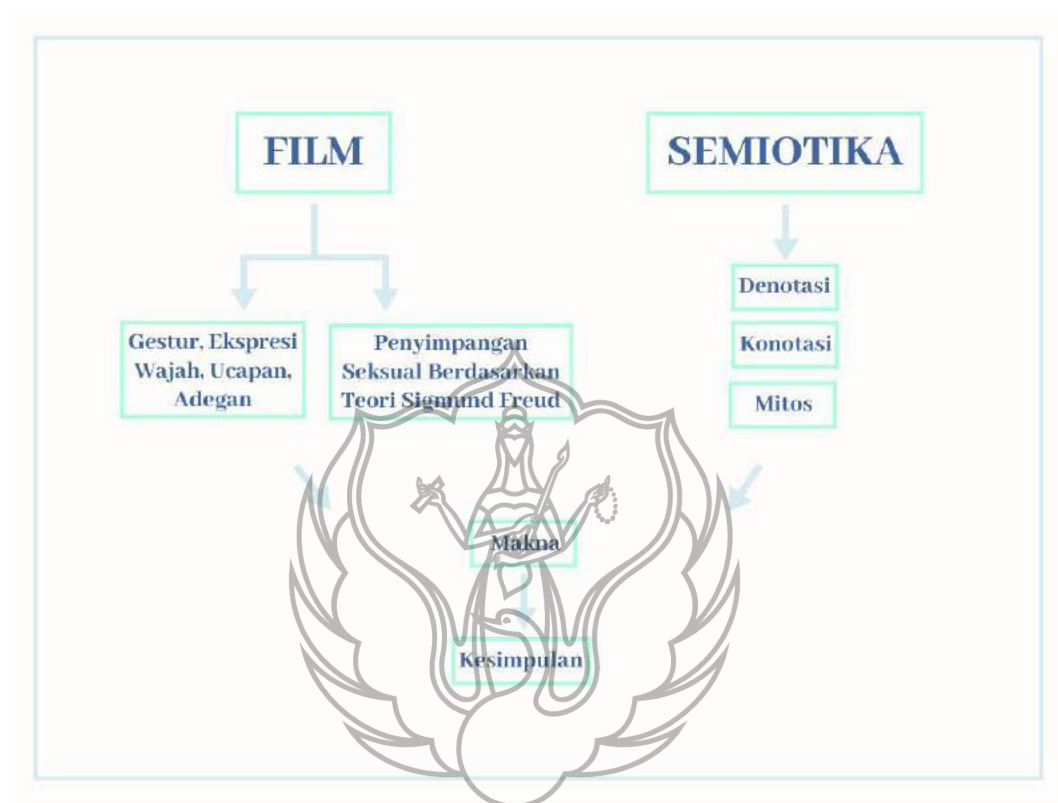 FILM
SEMIOTIKA
Gestur, Ekspresi
Wajah, Ucapan,
Adegan
Penyimpangan
Seksual Berdasarkan
Teori Sigmund Freud
Denotasi
Konotasi
Mitos
Makna
Kesimpulan